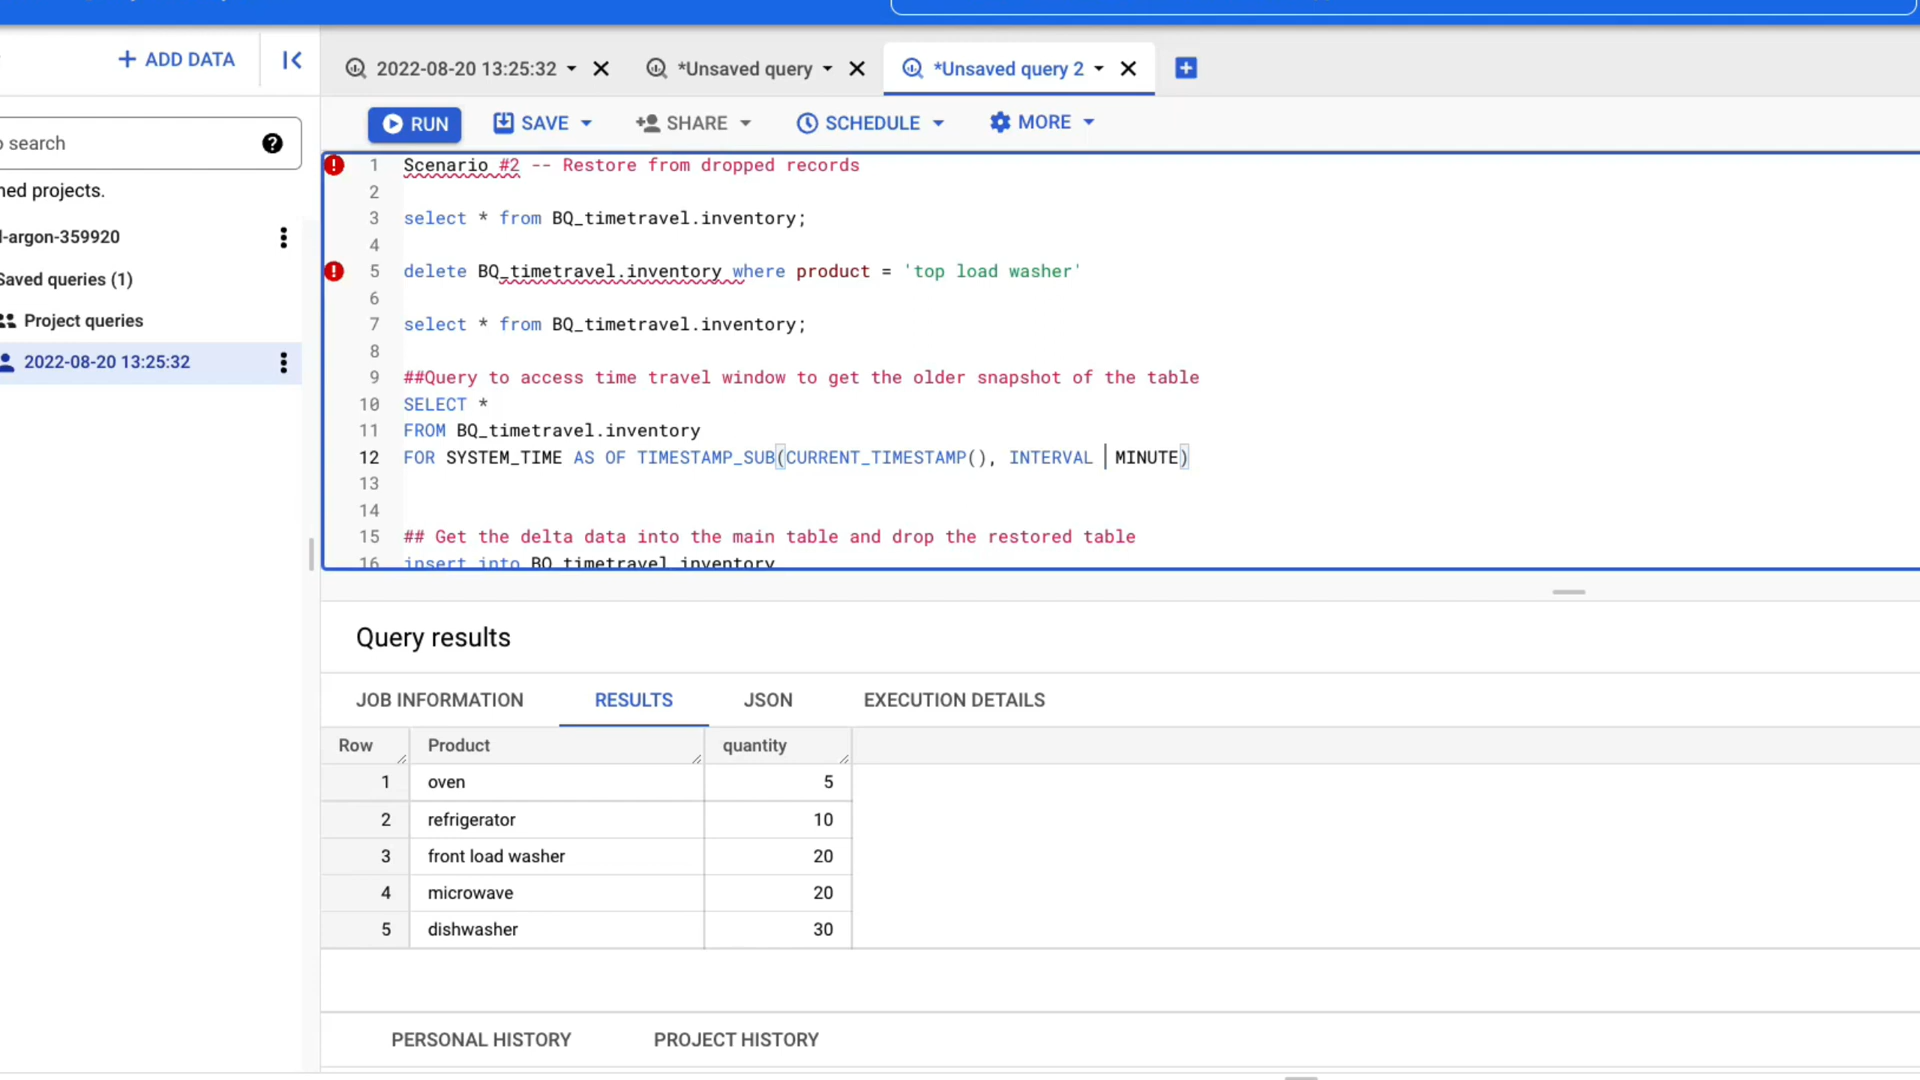 ADD DATA
2022-08-20 13:25:32
*Unsaved query
*Unsaved query 2
RUN
SAVE
SHARE
SCHEDULE
MORE
search
ned projects.
l-argon-359920
Saved queries (1)
Project queries
2022-08-20 13:25:32
1 Scenario #2 -- Restore from dropped records
2
3 select * from BQ_timetravel.inventory;
4
5 delete BQ_timetravel.inventory where product = 'top load washer'
6
7 select * from BQ_timetravel.inventory;
8
9 ##Query to access time travel window to get the older snapshot of the table
10 SELECT *
11 FROM BQ_timetravel.inventory
12 FOR SYSTEM_TIME AS OF TIMESTAMP_SUB(CURRENT_TIMESTAMP(), INTERVAL MINUTE)
13
14
15 ## Get the delta data into the main table and drop the restored table
16 insert into BQ_timetravel.inventory
Query results
JOB INFORMATION
RESULTS
JSON
EXECUTION DETAILS
Row Product quantity
1 oven 5
2 refrigerator 10
3 front load washer 20
4 microwave 20
5 dishwasher 30
PERSONAL HISTORY
PROJECT HISTORY